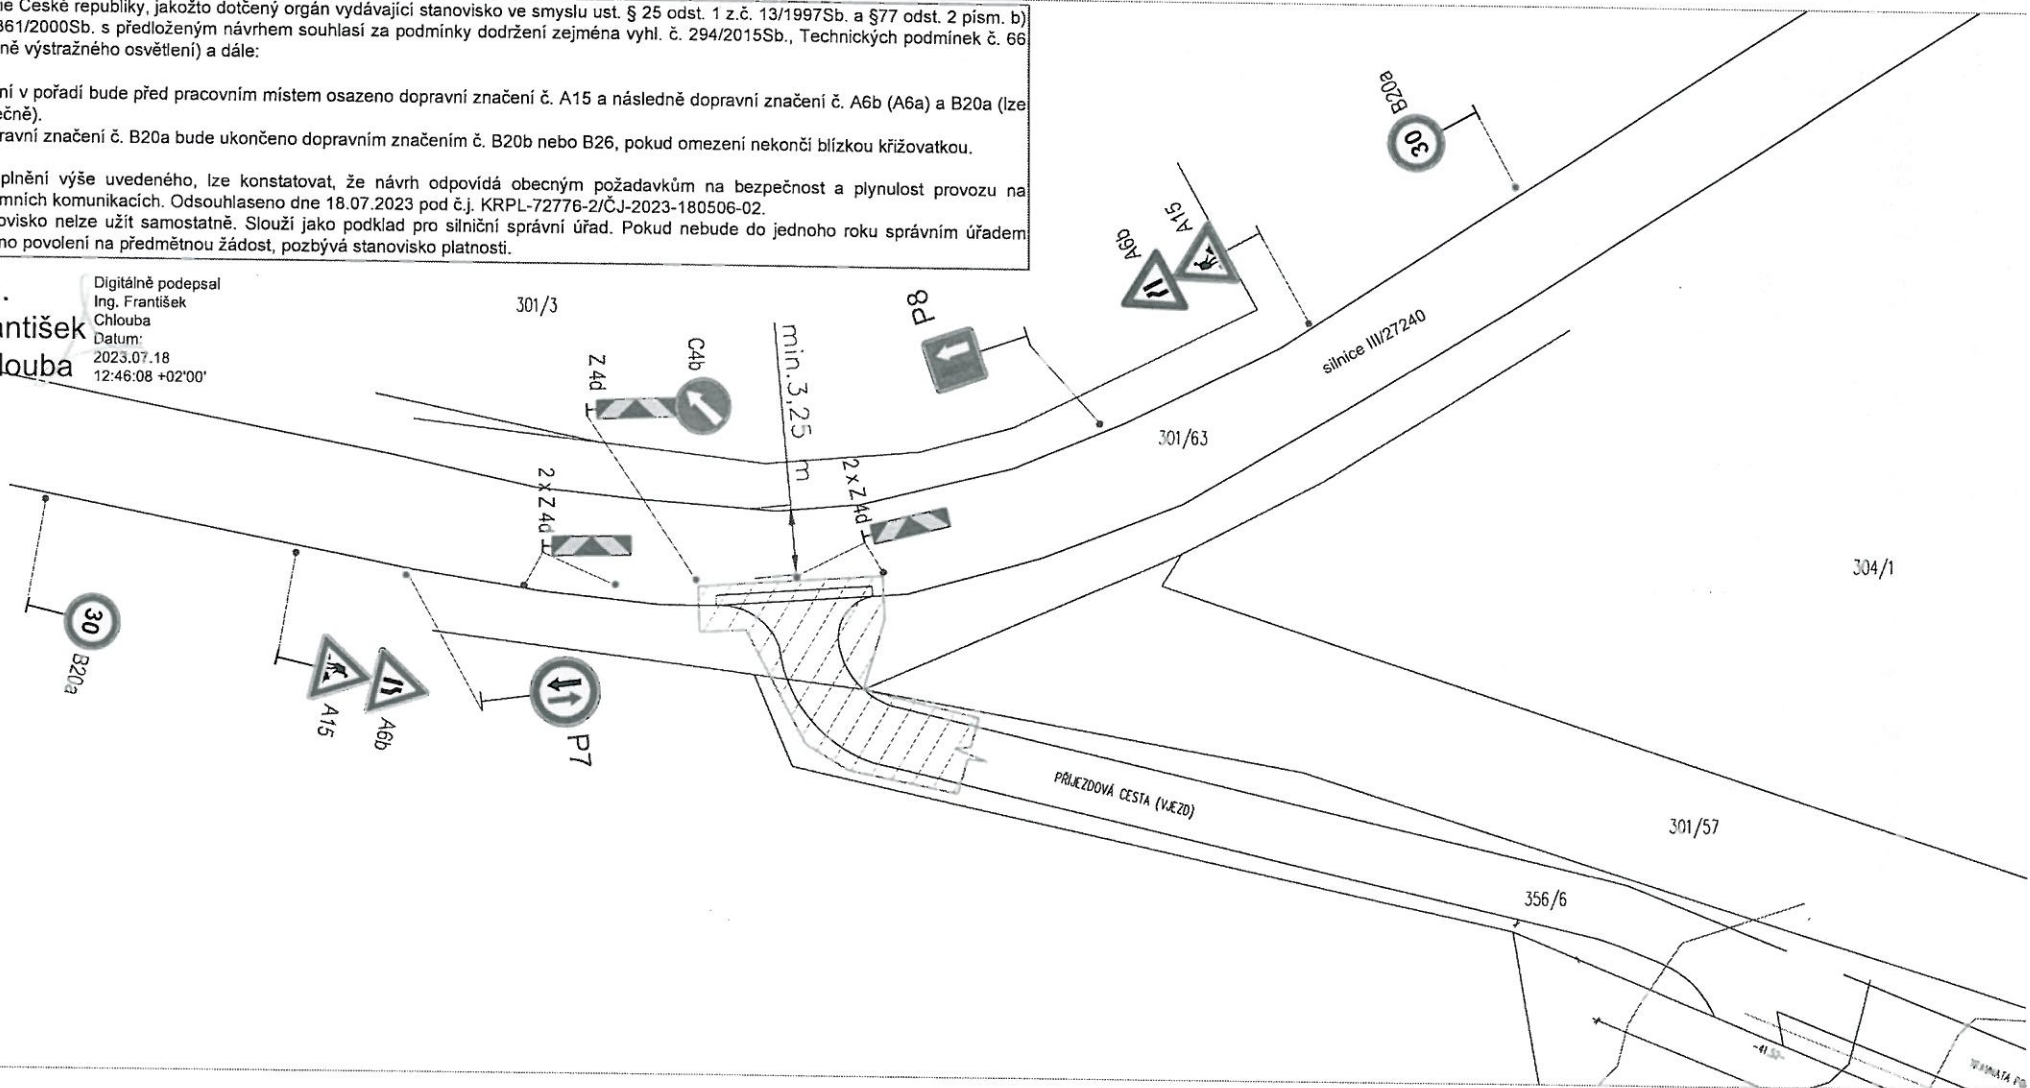 České republiky, jakožto dotčený orgán vydávající stanovisko ve smyslu ust. § 25 odst. 1 z.č. 13/1997Sb. a §77 odst. 2 písm. b)
361/2000Sb. s předloženým návrhem souhlasí za podmínky dodržení zejména vyhl. č. 294/2015Sb., Technických podmínek č. 66
ně výstražného osvětlení) a dále:
ní v pořadí bude před pracovním místem osazeno dopravní značení č. A15 a následně dopravní značení č. A6b (A6a) a B20a (lze
ečně).
ravní značení č. B20a bude ukončeno dopravním značením č. B20b nebo B26, pokud omezení nekončí blízkou křižovatkou.
plnění výše uvedeného, lze konstatovat, že návrh odpovídá obecným požadavkům na bezpečnost a plynulost provozu na
mních komunikacích. Odsouhlaseno dne 18.07.2023 pod č.j. KRPL-72776-2/ČJ-2023-180506-02.
ovisko nelze užít samostatně. Slouží jako podklad pro silniční správní úřad. Pokud nebude do jednoho roku správním úřadem
no povolení na předmětnou žádost, pozbývá stanovisko platnosti.
antišek
louba
Digitálně podepsal
Ing. František
Chlouba
Datum:
2023.07.18
12:46:08 +02'00'
301/3
Z 4d
C4b
min.3,25 m
P8
A6b
A15
30
B20a
silnice III/27240
301/63
2 x Z 4d
2 x Z 4d
304/1
30
B20a
A15
A6b
P7
PŘÍJEZDOVÁ CESTA (VJEZD)
301/57
356/6